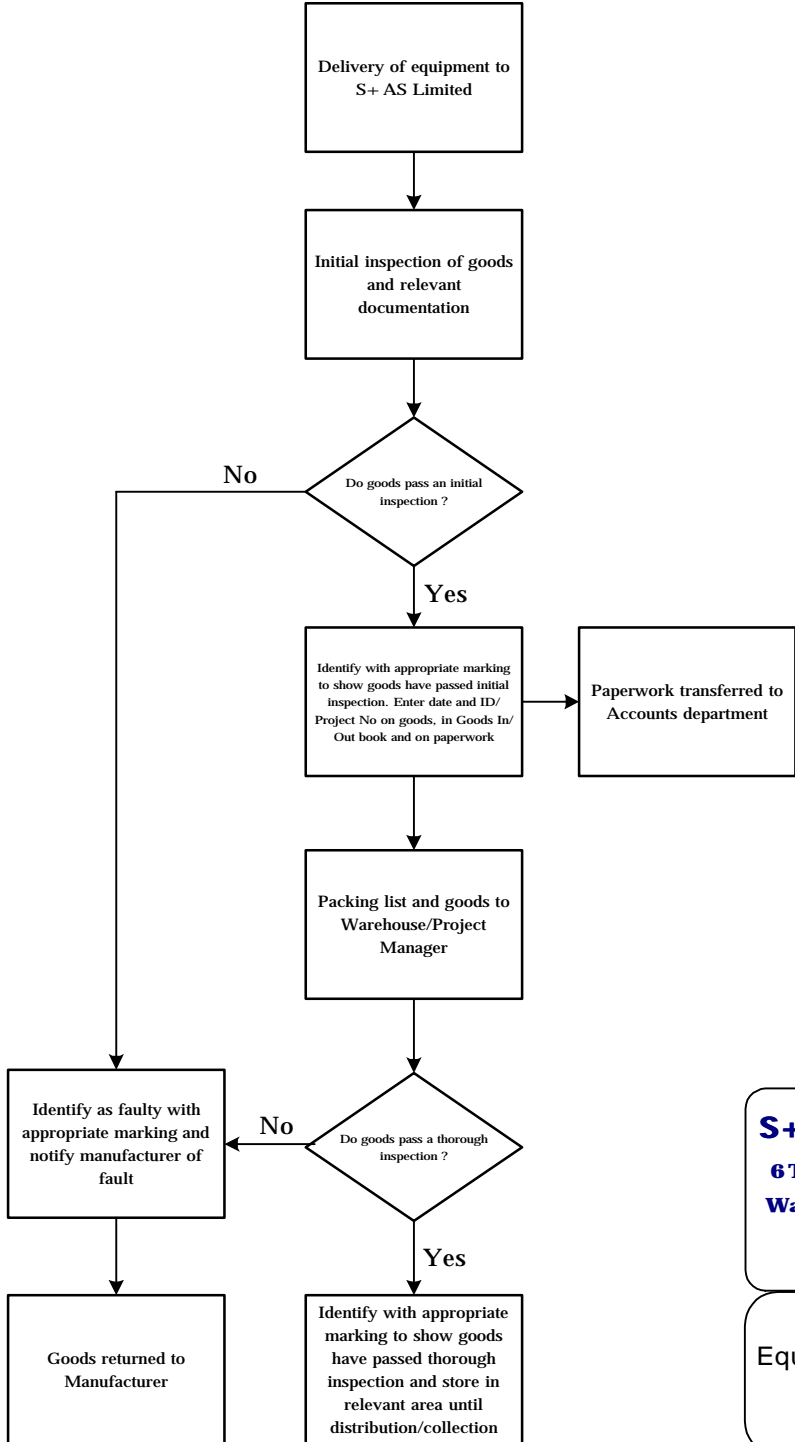 Delivery of equipment to
S+ AS Limited
Initial inspection of goods
and relevant
documentation
Do goods pass an initial
inspection ?
No
Yes
Identify with appropriate marking
to show goods have passed initial
inspection. Enter date and ID/
Project No on goods, in Goods In/
Out book and on paperwork
Paperwork transferred to
Accounts department
Packing list and goods to
Warehouse/Project
Manager
Do goods pass a thorough
inspection ?
No
Identify as faulty with
appropriate marking and
notify manufacturer of
fault
Yes
Goods returned to
Manufacturer
Identify with appropriate
marking to show goods
have passed thorough
inspection and store in
relevant area until
distribution/collection
S+
6